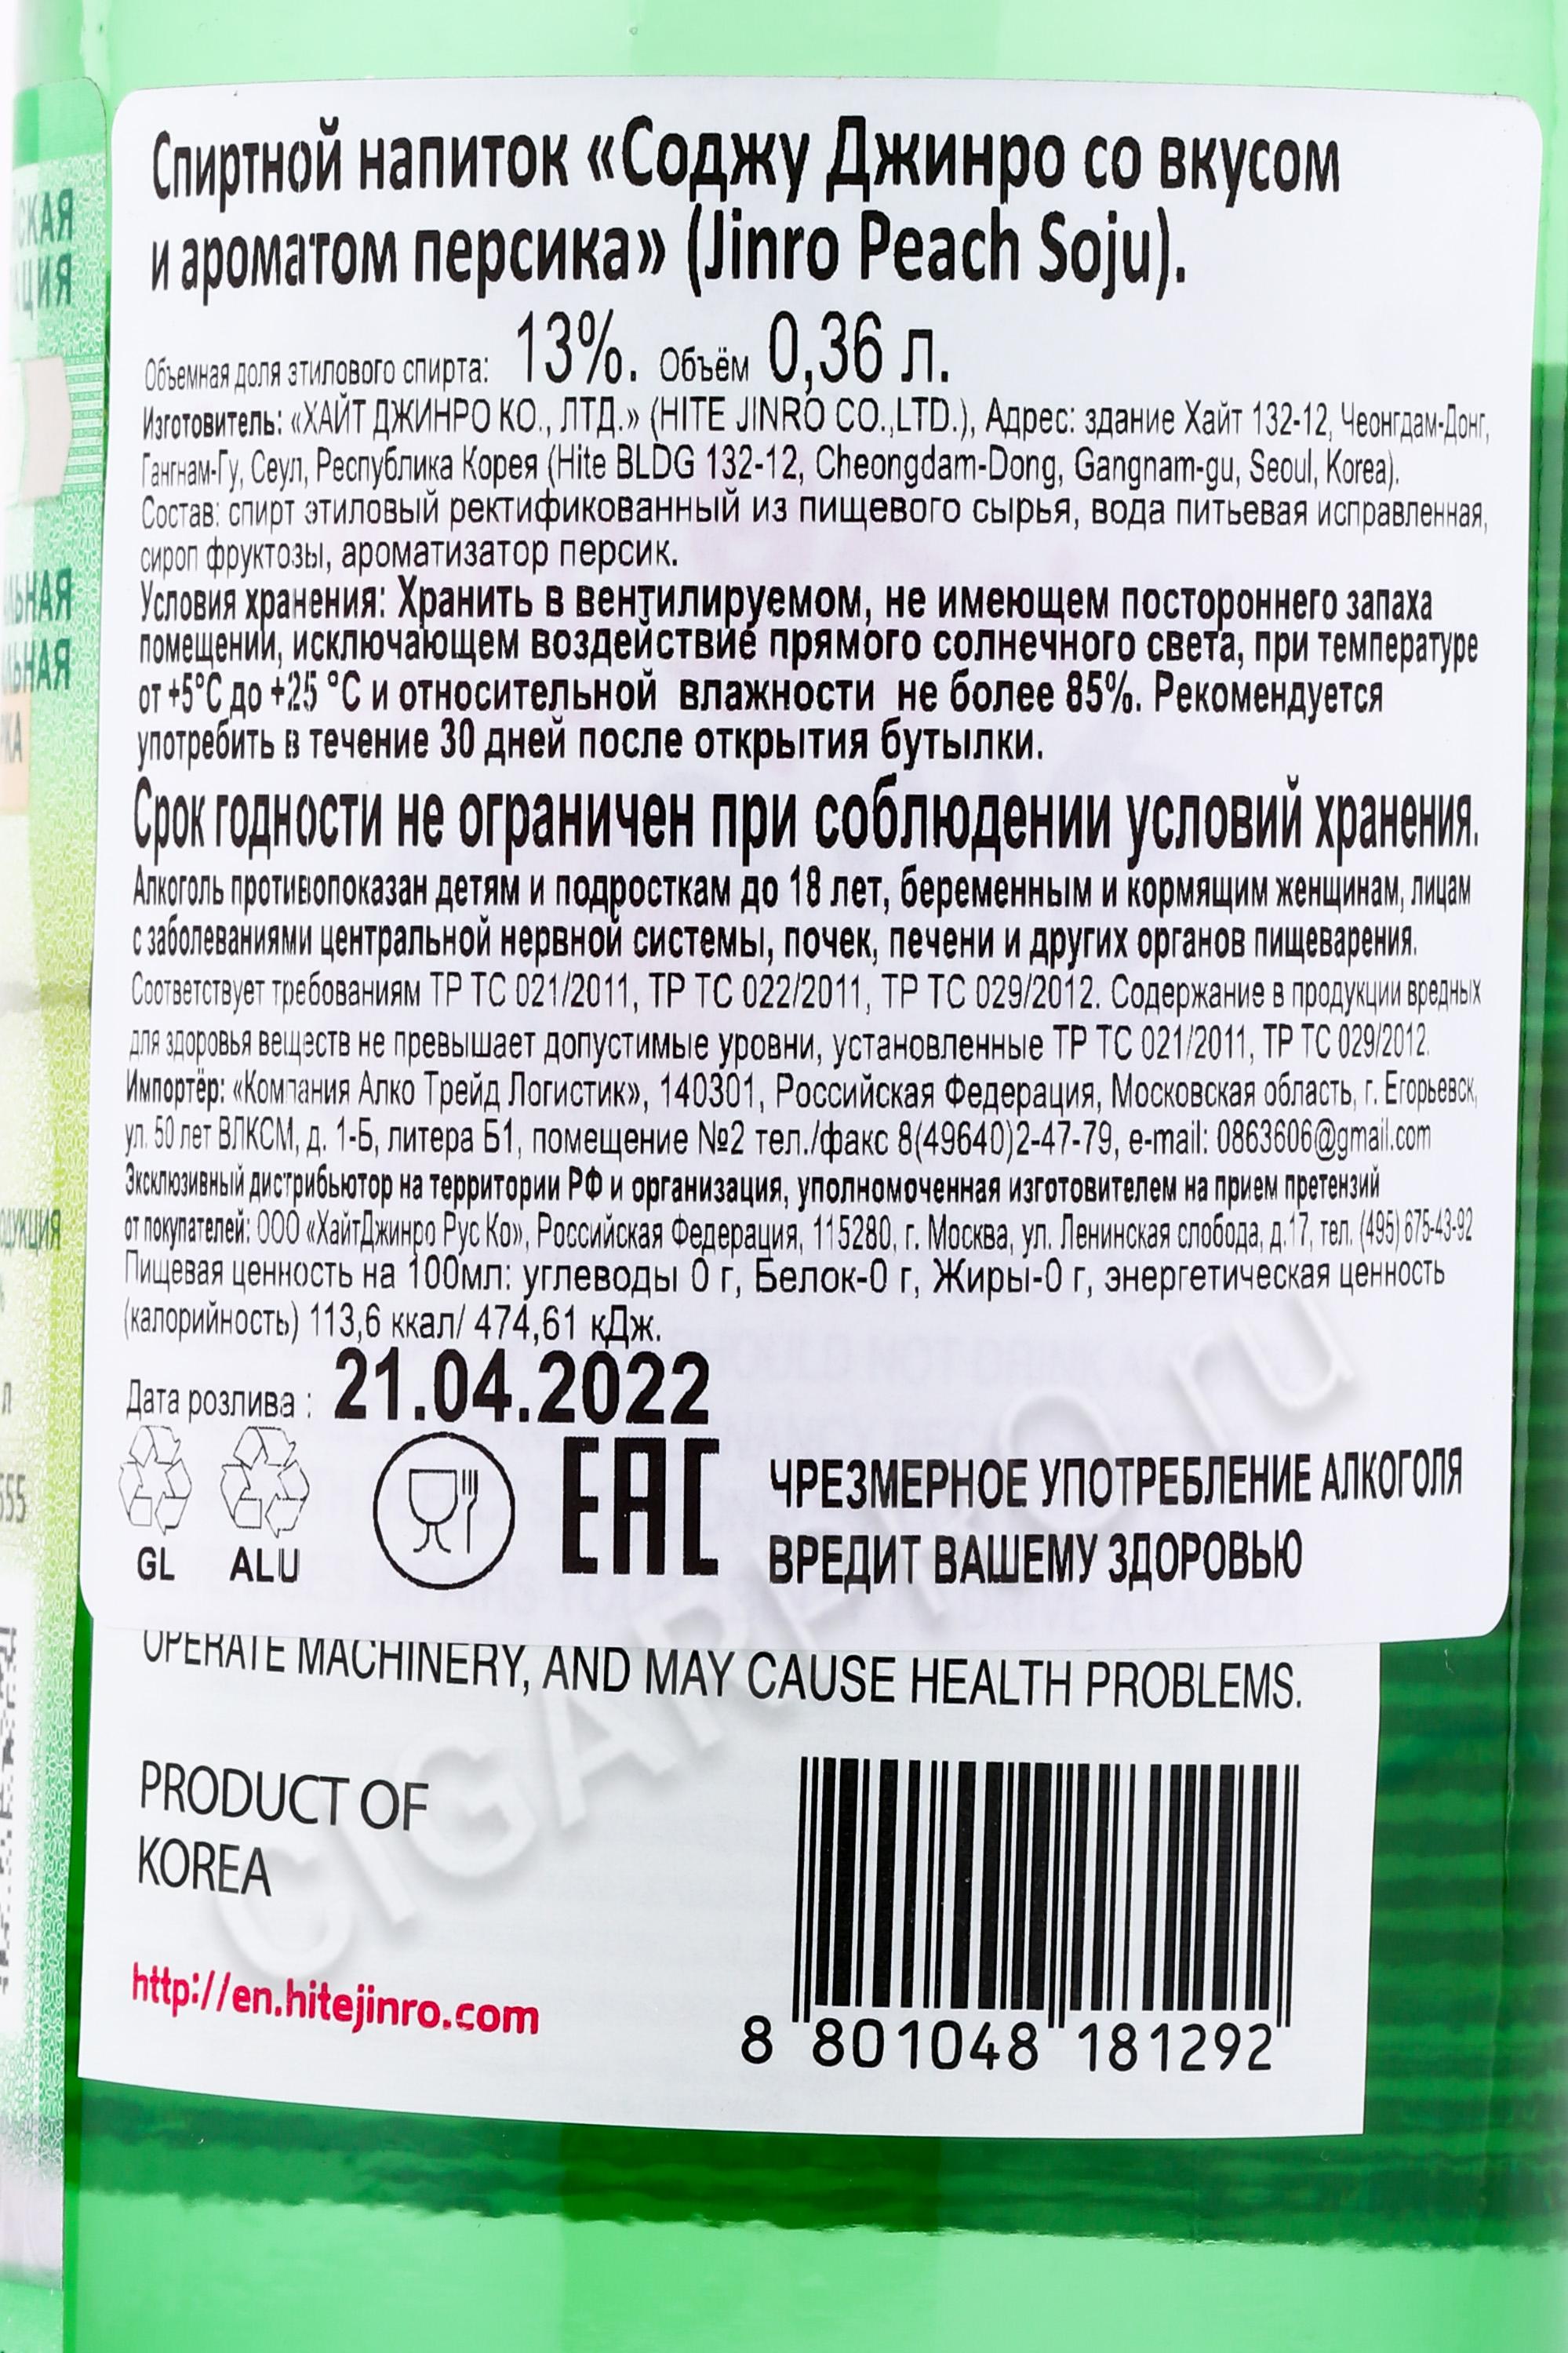 Спиртной напиток «Соджу Джинро со вкусом
и ароматом персика» (Jinro Peach Soju).
Объемная доля этилового спирта: 13%. Объём 0,36 л.
Изготовитель: «ХАЙТ ДЖИНРО КО., ЛТД.» (HITE JINRO CO.,LTD.), Адрес: здание Хайт 132-12, Чеонгдам-Донг,
Гангнам-Гу, Сеул, Республика Корея (Hite BLDG 132-12, Cheongdam-Dong, Gangnam-gu, Seoul, Korea).
Состав: спирт этиловый ректификованный из пищевого сырья, вода питьевая исправленная,
сироп фруктозы, ароматизатор персик.
Условия хранения: Хранить в вентилируемом, не имеющем постороннего запаха
помещении, исключающем воздействие прямого солнечного света, при температуре
от +5°C до +25 °C и относительной влажности не более 85%. Рекомендуется
употребить в течение 30 дней после открытия бутылки.
Срок годности не ограничен при соблюдении условий хранения.
Алкоголь противопоказан детям и подросткам до 18 лет, беременным и кормящим женщинам, лицам
с заболеваниями центральной нервной системы, почек, печени и других органов пищеварения.
Соответствует требованиям ТР ТС 021/2011, ТР ТС 022/2011, ТР ТС 029/2012. Содержание в продукции вредных
для здоровья веществ не превышает допустимые уровни, установленные ТР ТС 021/2011, ТР ТС 029/2012.
Импортёр: «Компания Алко Трейд Логистик», 140301, Российская Федерация, Московская область, г. Егорьевск,
ул. 50 лет ВЛКСМ, д. 1-Б, литера Б1, помещение №2 тел./факс 8(49640)2-47-79, e-mail: 0863606@gmail.com
Эксклюзивный дистрибьютор на территории РФ и организация, уполномоченная изготовителем на прием претензий
от покупателей: ООО «ХайтДжинро Рус Ко», Российская Федерация, 115280, г. Москва, ул. Ленинская слобода, д.17, тел. (495) 675-43-92
Пищевая ценность на 100мл: углеводы 0 г, Белок-0 г, Жиры-0 г, энергетическая ценность
(калорийность) 113,6 ккал/ 474,61 кДж.
Дата розлива : 21.04.2022
GL ALU EAC
ЧРЕЗМЕРНОЕ УПОТРЕБЛЕНИЕ АЛКОГОЛЯ
ВРЕДИТ ВАШЕМУ ЗДОРОВЬЮ
OPERATE MACHINERY, AND MAY CAUSE HEALTH PROBLEMS.
PRODUCT OF
KOREA
http://en.hitejinro.com
8 801048 181292
CIGARPRO.ru